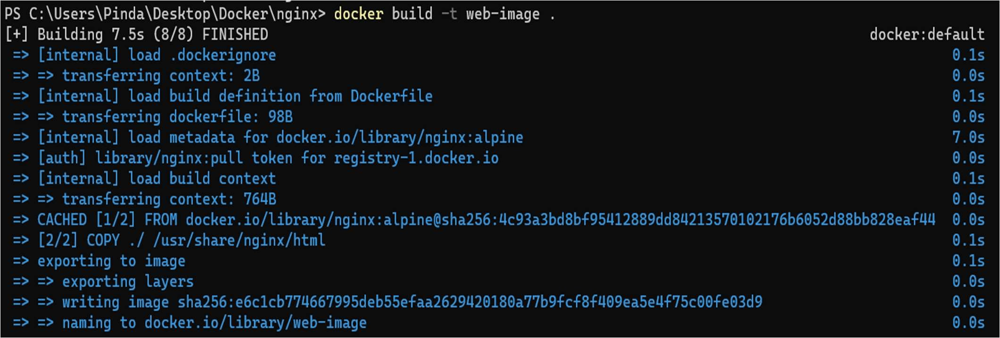 PS C:\Users\Pinda\Desktop\Docker\nginx> docker build -t web-image .
[+] Building 7.5s (8/8) FINISHED docker:default
=> [internal] load .dockerignore 0.1s
=> => transferring context: 2B 0.0s
=> [internal] load build definition from Dockerfile 0.1s
=> => transferring dockerfile: 98B 0.0s
=> [internal] load metadata for docker.io/library/nginx:alpine 7.0s
=> [auth] library/nginx:pull token for registry-1.docker.io 0.0s
=> [internal] load build context 0.1s
=> => transferring context: 764B 0.0s
=> CACHED [1/2] FROM docker.io/library/nginx:alpine@sha256:4c93a3bd8bf95412889dd84213570102176b6052d88bb828eaf44 0.0s
=> [2/2] COPY ./ /usr/share/nginx/html 0.1s
=> exporting to image 0.1s
=> => exporting layers 0.0s
=> => writing image sha256:e6c1cb774667995deb55efaa2629420180a77b9fcf8f409ea5e4f75c00fe03d9 0.0s
=> => naming to docker.io/library/web-image 0.0s